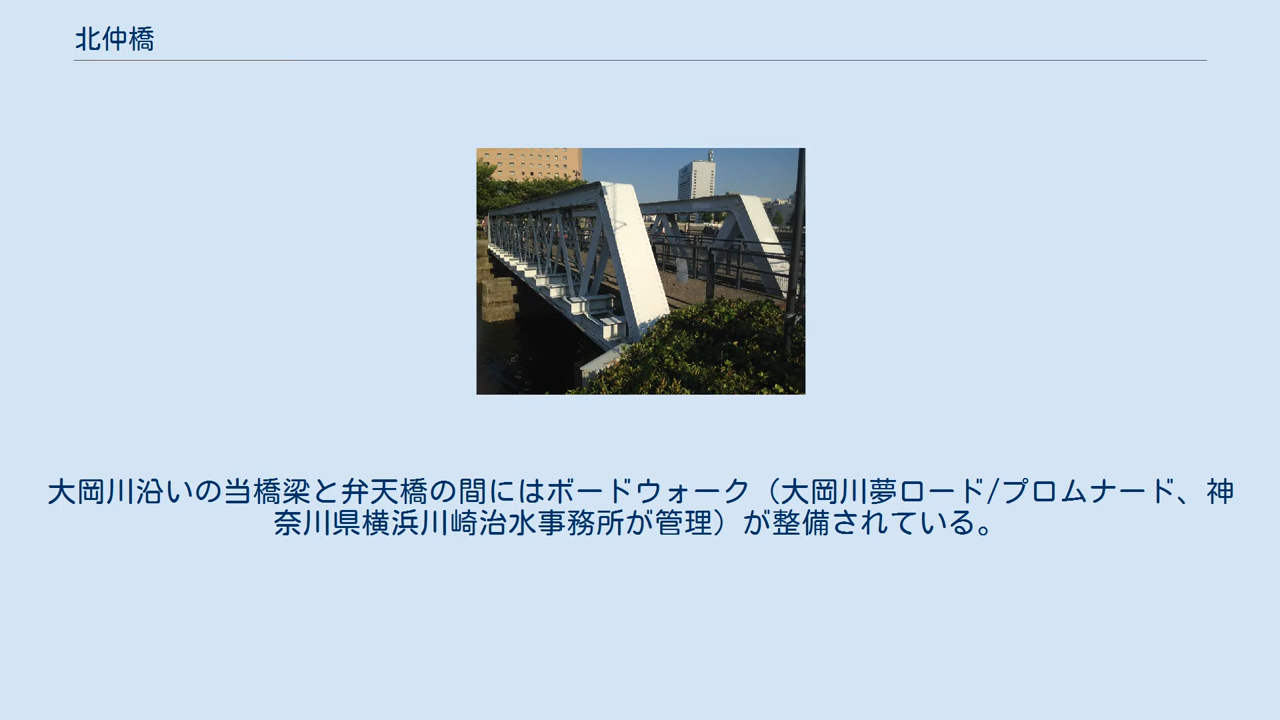 北仲橋
大岡川沿いの当橋梁と弁天橋の間にはボードウォーク（大岡川夢ロード/プロムナード、神
奈川県横浜川崎治水事務所が管理）が整備されている。